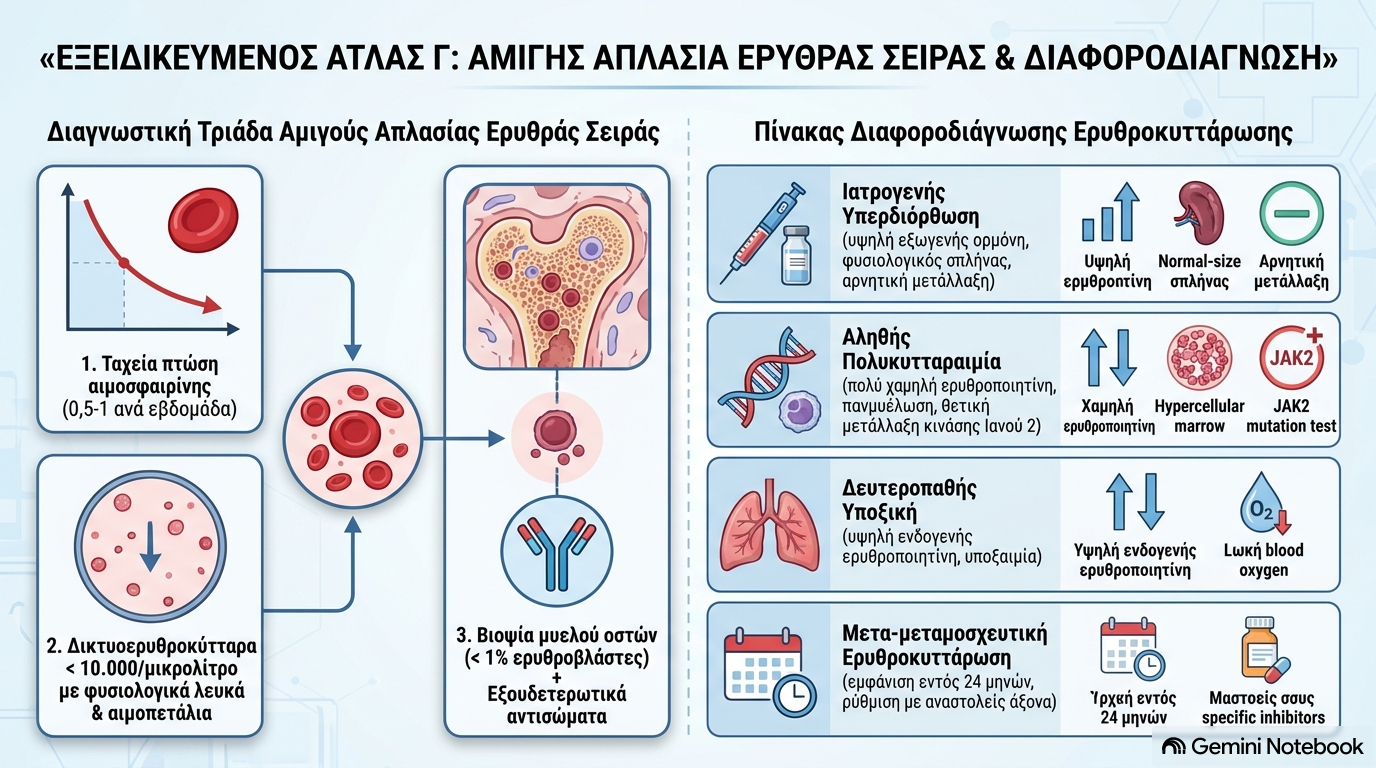 «ΕΞΕΙΔΙΚΕΥΜΕΝΟΣ ΑΤΛΑΣ Γ: ΑΜΙΓΗΣ ΑΠΛΑΣΙΑ ΕΡΥΘΡΑΣ ΣΕΙΡΑΣ & ΔΙΑΦΟΡΟΔΙΑΓΝΩΣΗ»
Διαγνωστική Τριάδα Αμιγούς Απλασίας Ερυθράς Σειράς
1. Ταχεία πτώση
αιμοσφαιρίνης
(0,5-1 ανά εβδομάδα)
2. Δικτυοερυθροκύτταρα
< 10.000/μικρολίτρο
με φυσιολογικά λευκά
& αιμοπετάλια
3. Βιοψία μυελού οστών
(< 1% ερυθροβλάστες)
+
Εξουδετερωτικά
αντισώματα
Πίνακας Διαφοροδιάγνωσης Ερυθροκυττάρωσης
Ιατρογενής
Υπερδιόρθωση
(υψηλή εξωγενής ορμόνη,
φυσιολογικός σπλήνας,
αρνητική μετάλλαξη)
Υψηλή
ερμθροπτίνη
Normal-size
σπλήνας
Αρνητική
μετάλλαξη
Αληθής
Πολυκυτταραιμία
(πολύ χαμηλή ερυθροποιητίνη,
πανμυέλωση, θετική
μετάλλαξη κινάσης Ιανού 2)
Χαμηλή
ερυθροποιητίνη
Hypercellular
marrow
JAK2
+
JAK2
mutation test
Δευτεροπαθής
Υποξική
(υψηλή ενδογενής
ερυθροποιητίνη, υποξαιμία)
Υψηλή ενδογενής
ερυθροποιητίνη
O₂
Lωκή blood
oxygen
Μετα-μεταμοσχευτική
Ερυθροκυττάρωση
(εμφάνιση εντός 24 μηνών,
ρύθμιση με αναστολείς άξονα)
εντός
24 μηνών
Μαστοείς σσυς
specific inhibitors
Gemini Notebook